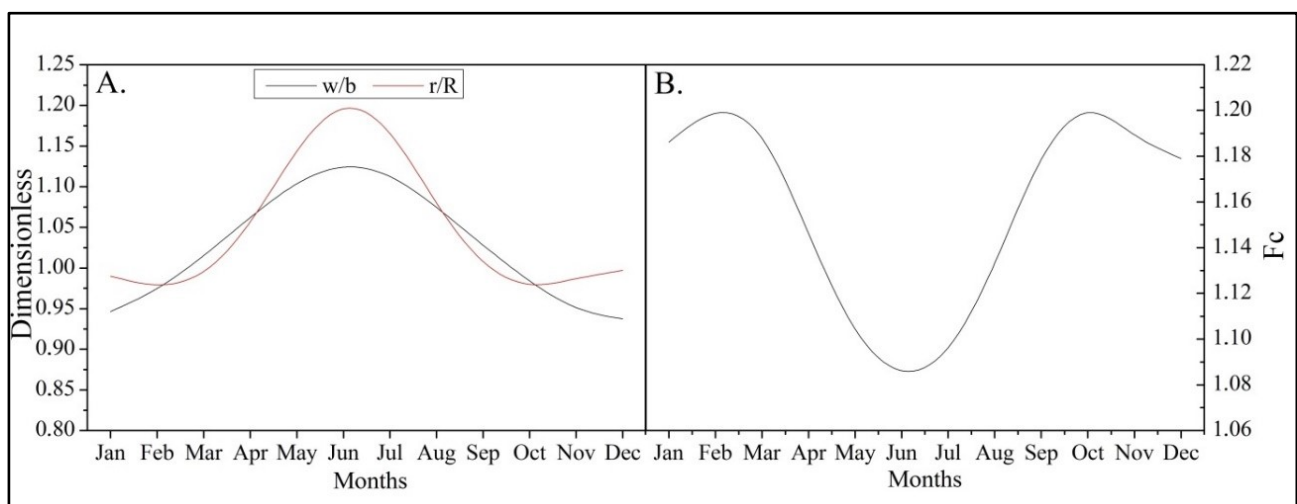 A.
w/b r/R
Dimensionless
1.25
1.20
1.15
1.10
1.05
1.00
0.95
0.90
0.85
0.80
Jan Feb Mar Apr May Jun Jul Aug Sep Oct Nov Dec
Months
B.
1.22
1.20
1.18
1.16
1.14
1.12
1.10
1.08
1.06
Fc
Jan Feb Mar Apr May Jun Jul Aug Sep Oct Nov Dec
Months